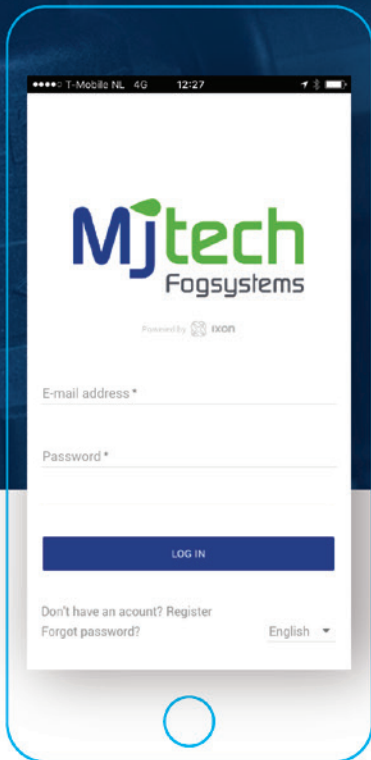 T-Mobile NL 4G 12:27
Mjtech
Fogsystems
Powered by IXON
E-mail address *
Password *
LOG IN
Don't have an acount? Register
Forgot password?
English